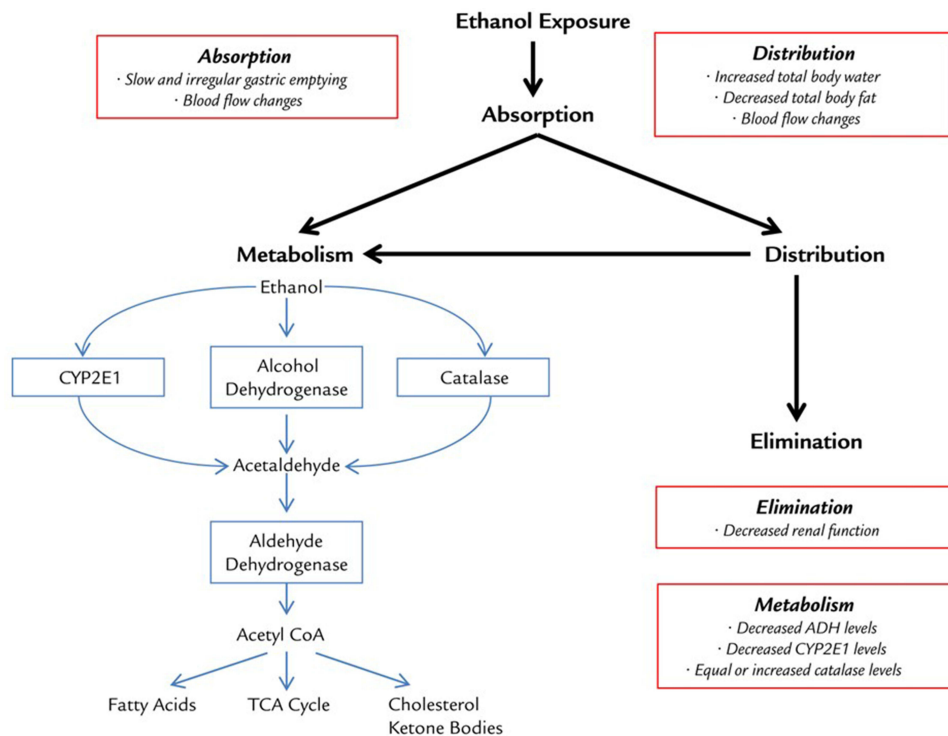 Ethanol Exposure
Absorption
· Slow and irregular gastric emptying
· Blood flow changes
Distribution
· Increased total body water
· Decreased total body fat
· Blood flow changes
Absorption
Metabolism
Distribution
Ethanol
CYP2E1
Alcohol
Dehydrogenase
Catalase
Acetaldehyde
Elimination
Elimination
· Decreased renal function
Aldehyde
Dehydrogenase
Metabolism
· Decreased ADH levels
· Decreased CYP2E1 levels
· Equal or increased catalase levels
Acetyl CoA
Fatty Acids
TCA Cycle
Cholesterol
Ketone Bodies